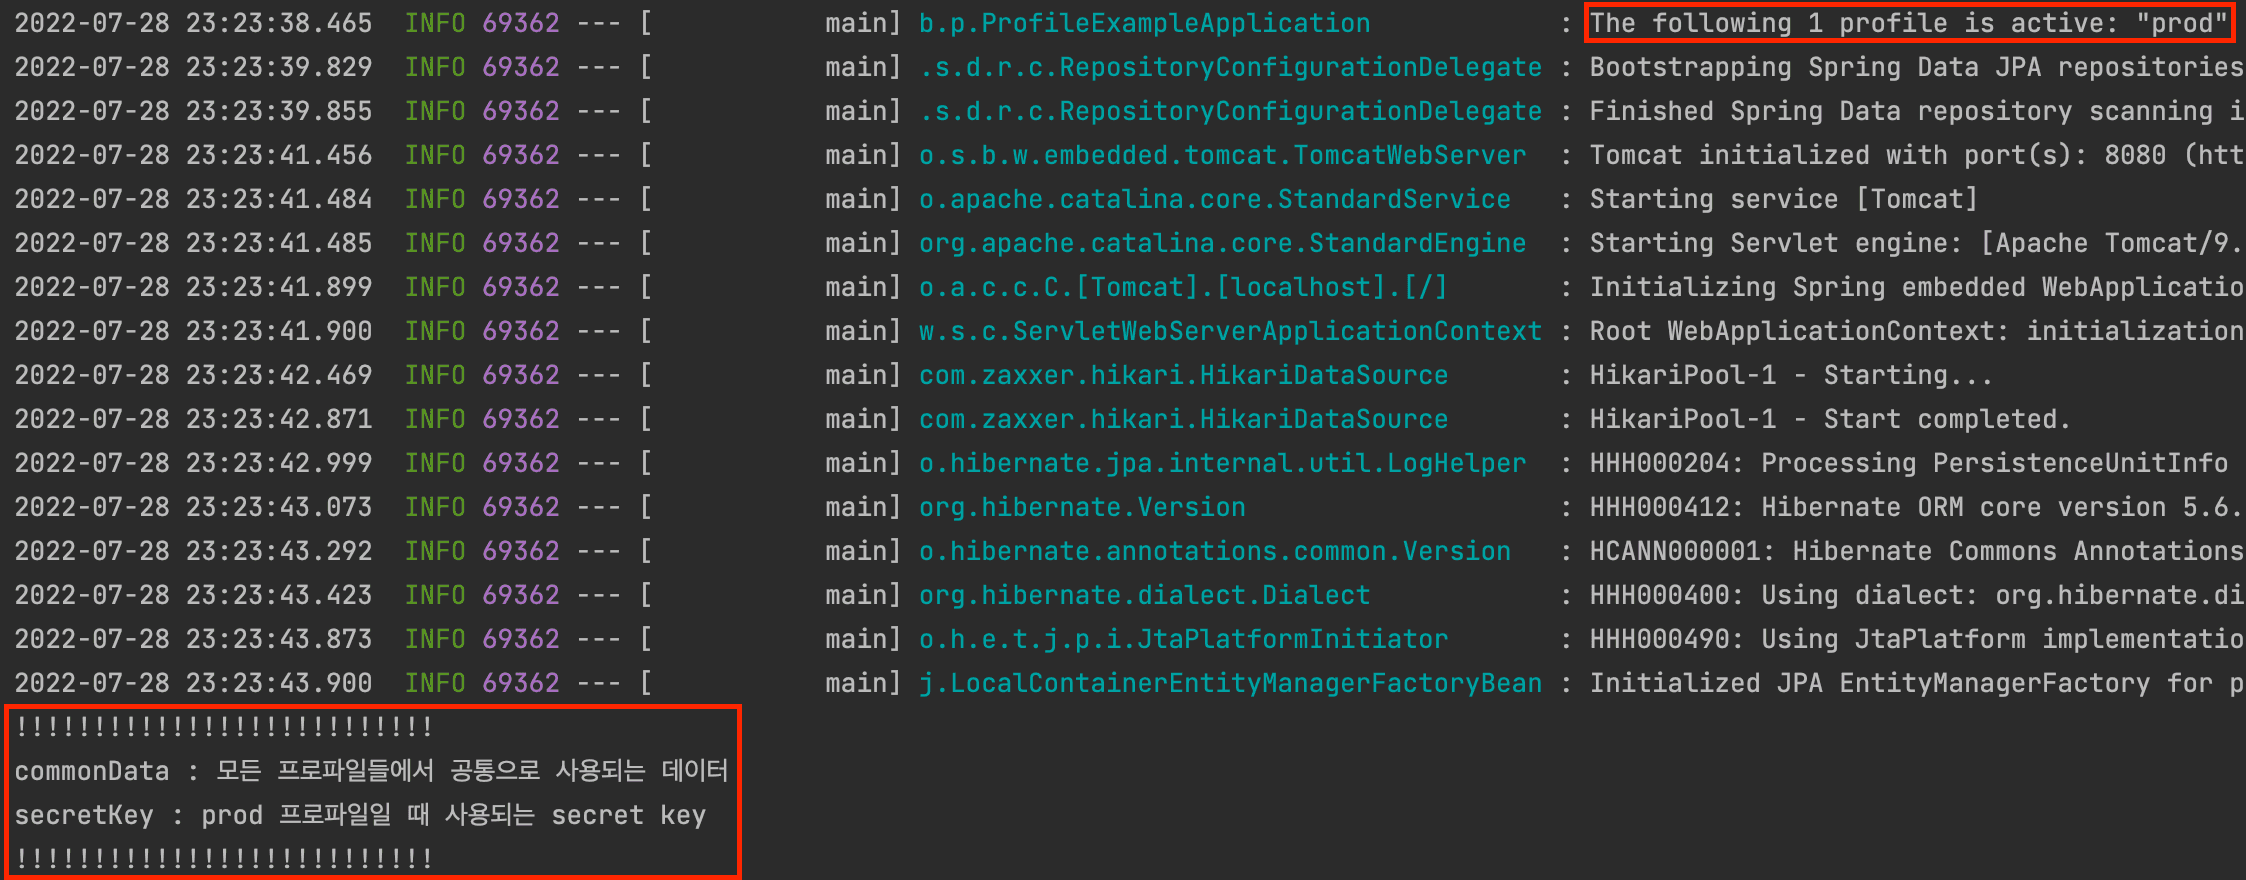 2022-07-28 23:23:38.465  INFO 69362 --- [           main] b.p.ProfileExampleApplication            : The following 1 profile is active: "prod"
2022-07-28 23:23:39.829  INFO 69362 --- [           main] .s.d.r.c.RepositoryConfigurationDelegate : Bootstrapping Spring Data JPA repositories
2022-07-28 23:23:39.855  INFO 69362 --- [           main] .s.d.r.c.RepositoryConfigurationDelegate : Finished Spring Data repository scanning i
2022-07-28 23:23:41.456  INFO 69362 --- [           main] o.s.b.w.embedded.tomcat.TomcatWebServer  : Tomcat initialized with port(s): 8080 (htt
2022-07-28 23:23:41.484  INFO 69362 --- [           main] o.apache.catalina.core.StandardService   : Starting service [Tomcat]
2022-07-28 23:23:41.485  INFO 69362 --- [           main] org.apache.catalina.core.StandardEngine  : Starting Servlet engine: [Apache Tomcat/9.
2022-07-28 23:23:41.899  INFO 69362 --- [           main] o.a.c.c.C.[Tomcat].[localhost].[/]       : Initializing Spring embedded WebApplicatio
2022-07-28 23:23:41.900  INFO 69362 --- [           main] w.s.c.ServletWebServerApplicationContext : Root WebApplicationContext: initialization
2022-07-28 23:23:42.469  INFO 69362 --- [           main] com.zaxxer.hikari.HikariDataSource       : HikariPool-1 - Starting...
2022-07-28 23:23:42.871  INFO 69362 --- [           main] com.zaxxer.hikari.HikariDataSource       : HikariPool-1 - Start completed.
2022-07-28 23:23:42.999  INFO 69362 --- [           main] o.hibernate.jpa.internal.util.LogHelper  : HHH000204: Processing PersistenceUnitInfo
2022-07-28 23:23:43.073  INFO 69362 --- [           main] org.hibernate.Version                    : HHH000412: Hibernate ORM core version 5.6.
2022-07-28 23:23:43.292  INFO 69362 --- [           main] o.hibernate.annotations.common.Version   : HCANN000001: Hibernate Commons Annotations
2022-07-28 23:23:43.423  INFO 69362 --- [           main] org.hibernate.dialect.Dialect            : HHH000400: Using dialect: org.hibernate.di
2022-07-28 23:23:43.873  INFO 69362 --- [           main] o.h.e.t.j.p.i.JtaPlatformInitiator       : HHH000490: Using JtaPlatform implementatio
2022-07-28 23:23:43.900  INFO 69362 --- [           main] j.LocalContainerEntityManagerFactoryBean : Initialized JPA EntityManagerFactory for p
!!!!!!!!!!!!!!!!!!!!!!!!!!!
commonData : 모든 프로파일들에서 공통으로 사용되는 데이터
secretKey : prod 프로파일일 때 사용되는 secret key
!!!!!!!!!!!!!!!!!!!!!!!!!!!